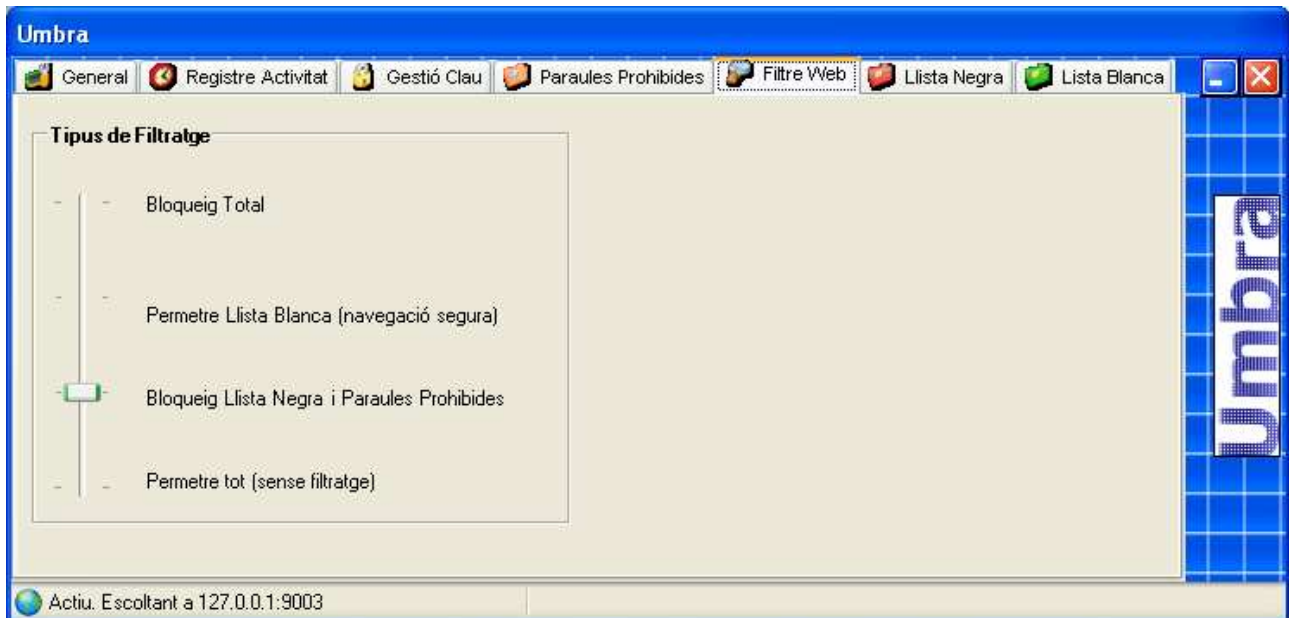 Umbra
General Registre Activitat Gestió Clau Paraules Prohibides Filtre Web Llista Negra Lista Blanca
Tipus de Filtratge
Bloqueig Total
Permetre Llista Blanca (navegació segura)
Bloqueig Llista Negra i Paraules Prohibides
Permetre tot (sense filtratge)
Umbra
Actiu. Escoltant a 127.0.0.1:9003